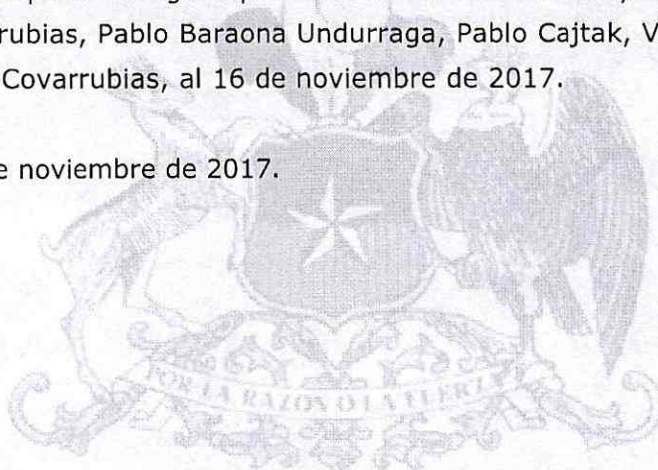 rubias, Pablo Baraona Undurraga, Pablo Cajtak, V
Covarrubias, al 16 de noviembre de 2017.
e noviembre de 2017.
POR LA RAZON O LA FUERZA